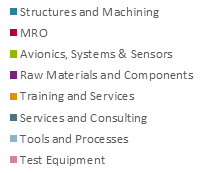 Structures and Machining
MRO
Avionics, Systems & Sensors
Raw Materials and Components
Training and Services
Services and Consulting
Tools and Processes
Test Equipment